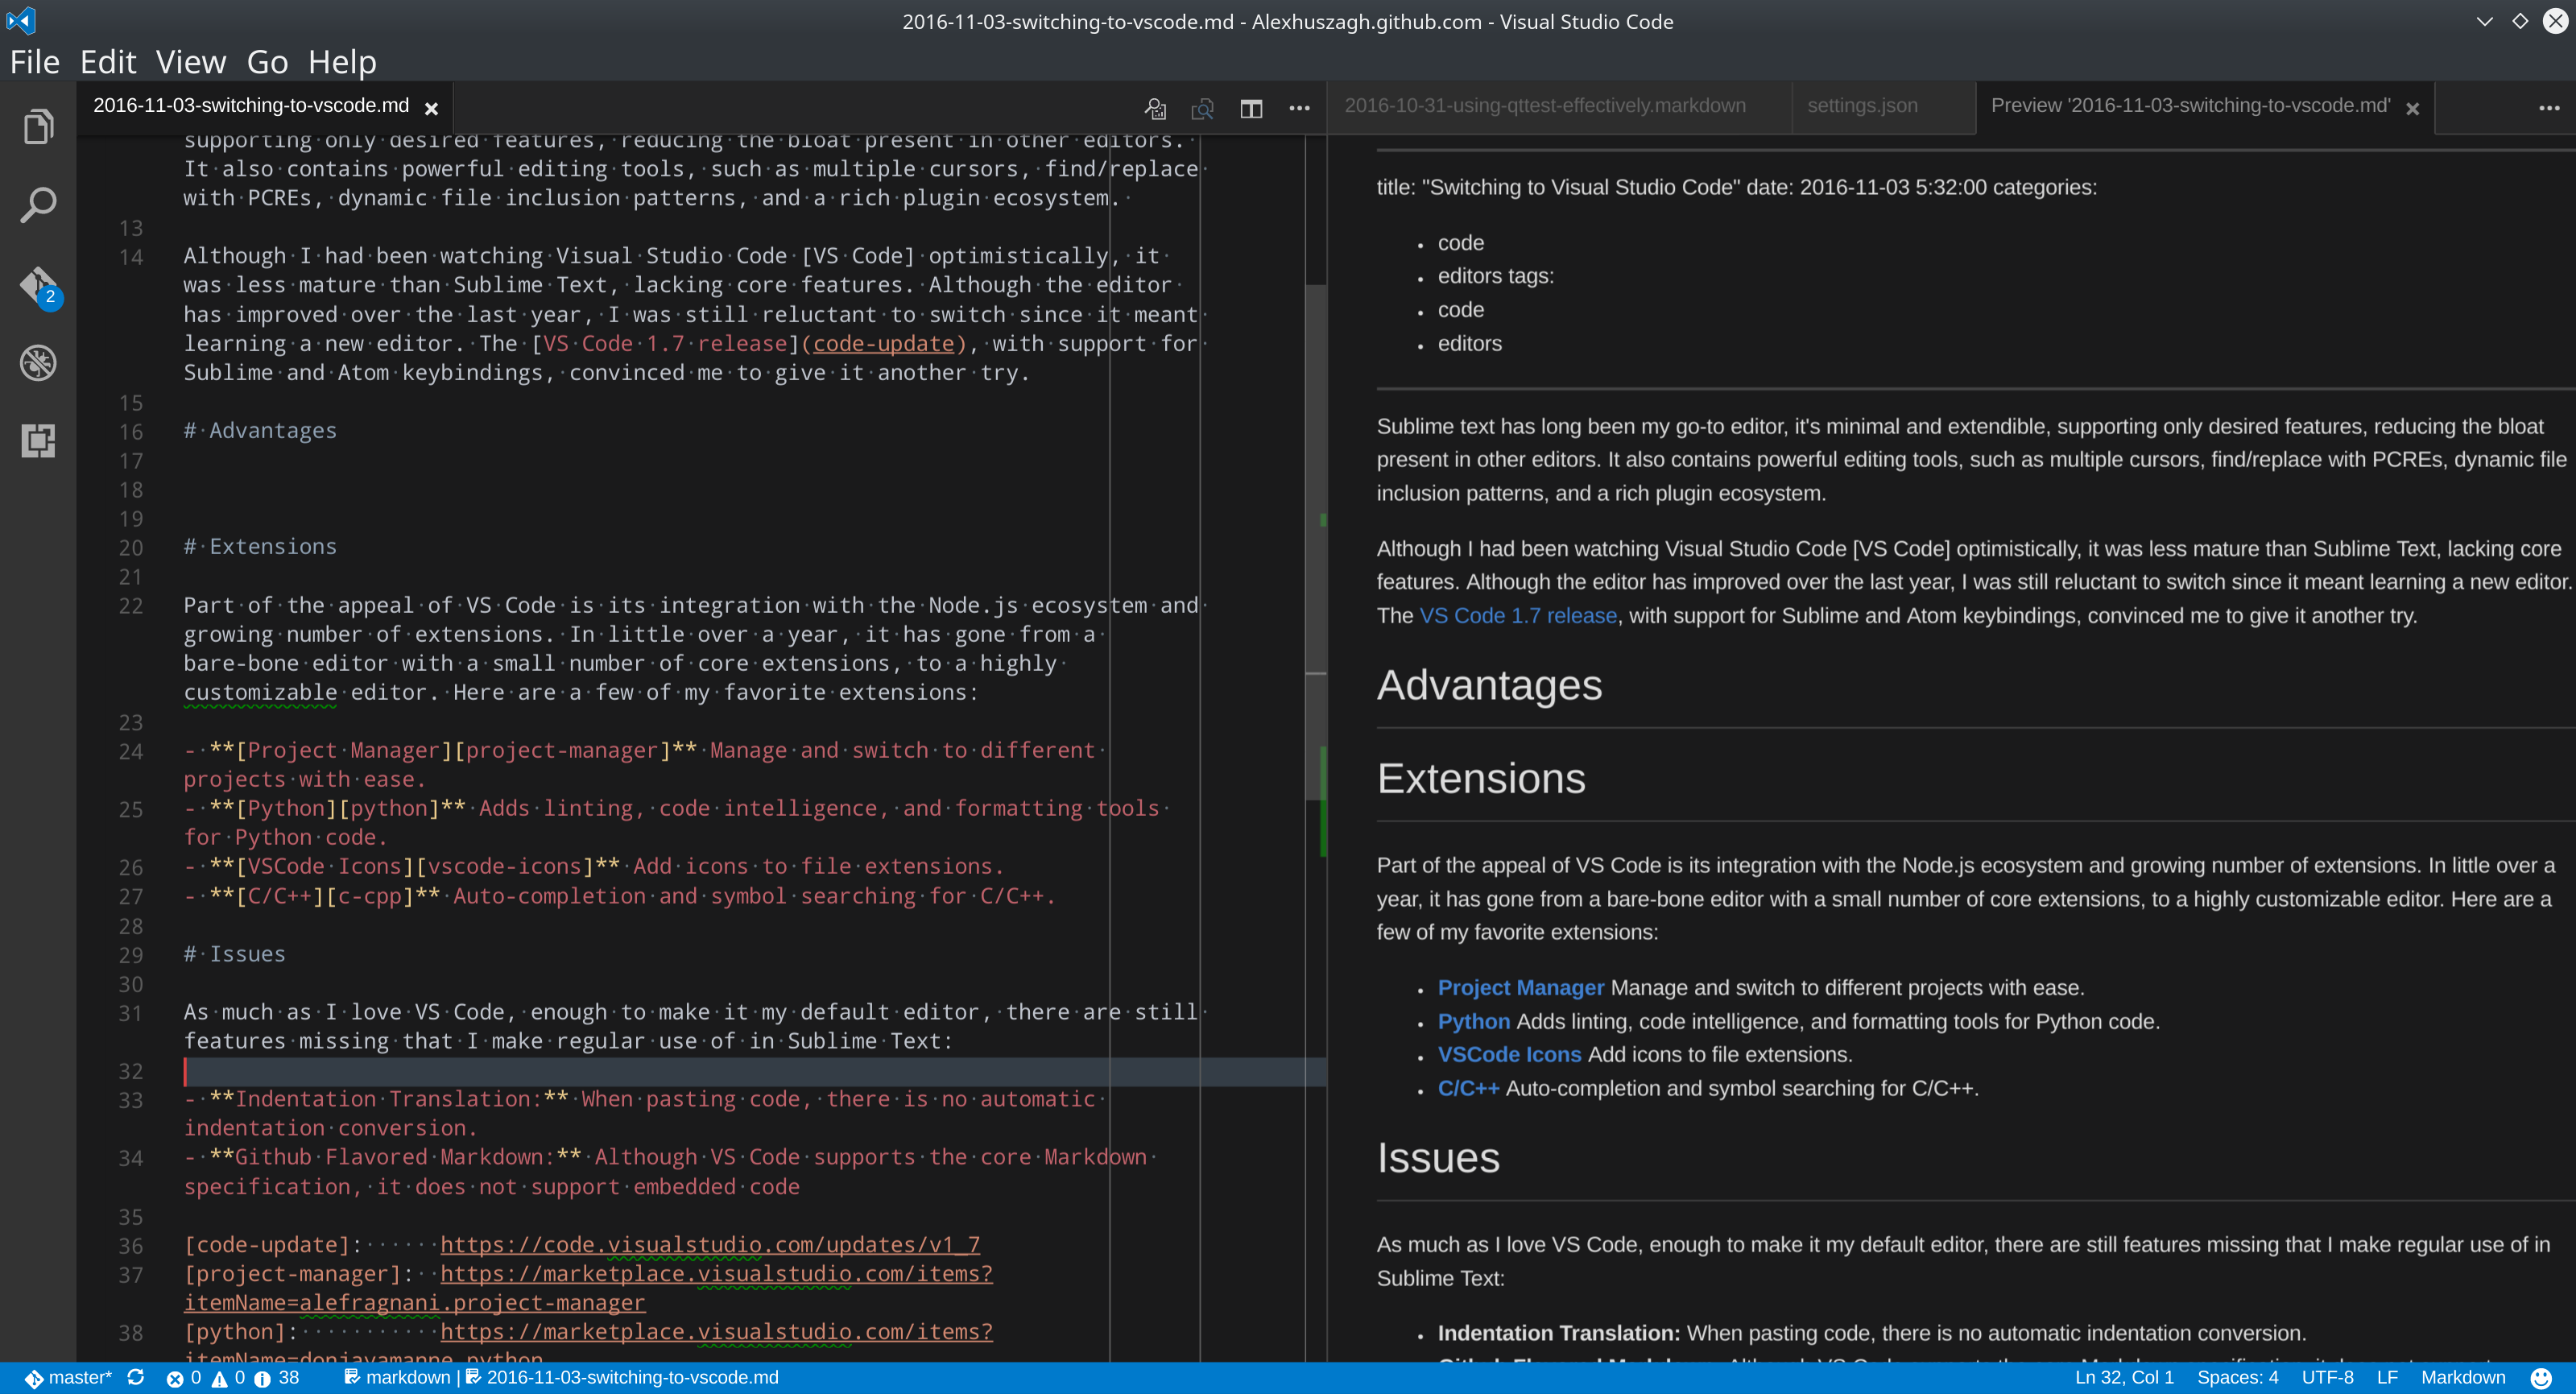 2016-11-03-switching-to-vscode.md - Alexhuszagh.github.com - Visual Studio Code
File Edit View Go Help
2016-11-03-switching-to-vscode.md
supporting only desired features, reducing the bloat present in other editors.
It also contains powerful editing tools, such as multiple cursors, find/replace
with PCREs, dynamic file inclusion patterns, and a rich plugin ecosystem.
13
14 Although I had been watching Visual Studio Code [VS Code] optimistically, it
was less mature than Sublime Text, lacking core features. Although the editor
has improved over the last year, I was still reluctant to switch since it meant
learning a new editor. The [VS Code 1.7 release](code-update), with support for
Sublime and Atom keybindings, convinced me to give it another try.
15
16 # Advantages
17
18
19
20 # Extensions
21
22 Part of the appeal of VS Code is its integration with the Node.js ecosystem and
growing number of extensions. In little over a year, it has gone from a
bare-bone editor with a small number of core extensions, to a highly
customizable editor. Here are a few of my favorite extensions:
23
24 - **[Project Manager][project-manager]** Manage and switch to different
projects with ease.
25 - **[Python][python]** Adds linting, code intelligence, and formatting tools
for Python code.
26 - **[VSCode Icons][vscode-icons]** Add icons to file extensions.
27 - **[C/C++][c-cpp]** Auto-completion and symbol searching for C/C++.
28
29 # Issues
30
31 As much as I love VS Code, enough to make it my default editor, there are still
features missing that I make regular use of in Sublime Text:
32
33 - **Indentation Translation:** When pasting code, there is no automatic
indentation conversion.
34 - **Github Flavored Markdown:** Although VS Code supports the core Markdown
specification, it does not support embedded code
35
36 [code-update]: https://code.visualstudio.com/updates/v1_7
37 [project-manager]: https://marketplace.visualstudio.com/items?
itemName=alefragnani.project-manager
38 [python]: https://marketplace.visualstudio.com/items?
itemName=donjayamanne.python
2
2016-10-31-using-qttest-effectively.markdown settings.json Preview '2016-11-03-switching-to-vscode.md'
title: "Switching to Visual Studio Code" date: 2016-11-03 5:32:00 categories:
• code
• editors tags:
• code
• editors
Sublime text has long been my go-to editor, it's minimal and extendible, supporting only desired features, reducing the bloat
present in other editors. It also contains powerful editing tools, such as multiple cursors, find/replace with PCREs, dynamic file
inclusion patterns, and a rich plugin ecosystem.
Although I had been watching Visual Studio Code [VS Code] optimistically, it was less mature than Sublime Text, lacking core
features. Although the editor has improved over the last year, I was still reluctant to switch since it meant learning a new editor.
The VS Code 1.7 release, with support for Sublime and Atom keybindings, convinced me to give it another try.
Advantages
Extensions
Part of the appeal of VS Code is its integration with the Node.js ecosystem and growing number of extensions. In little over a
year, it has gone from a bare-bone editor with a small number of core extensions, to a highly customizable editor. Here are a
few of my favorite extensions:
• Project Manager Manage and switch to different projects with ease.
• Python Adds linting, code intelligence, and formatting tools for Python code.
• VSCode Icons Add icons to file extensions.
• C/C++ Auto-completion and symbol searching for C/C++.
Issues
As much as I love VS Code, enough to make it my default editor, there are still features missing that I make regular use of in
Sublime Text:
• Indentation Translation: When pasting code, there is no automatic indentation conversion.
master* 0 0 38 markdown | 2016-11-03-switching-to-vscode.md Ln 32, Col 1 Spaces: 4 UTF-8 LF Markdown